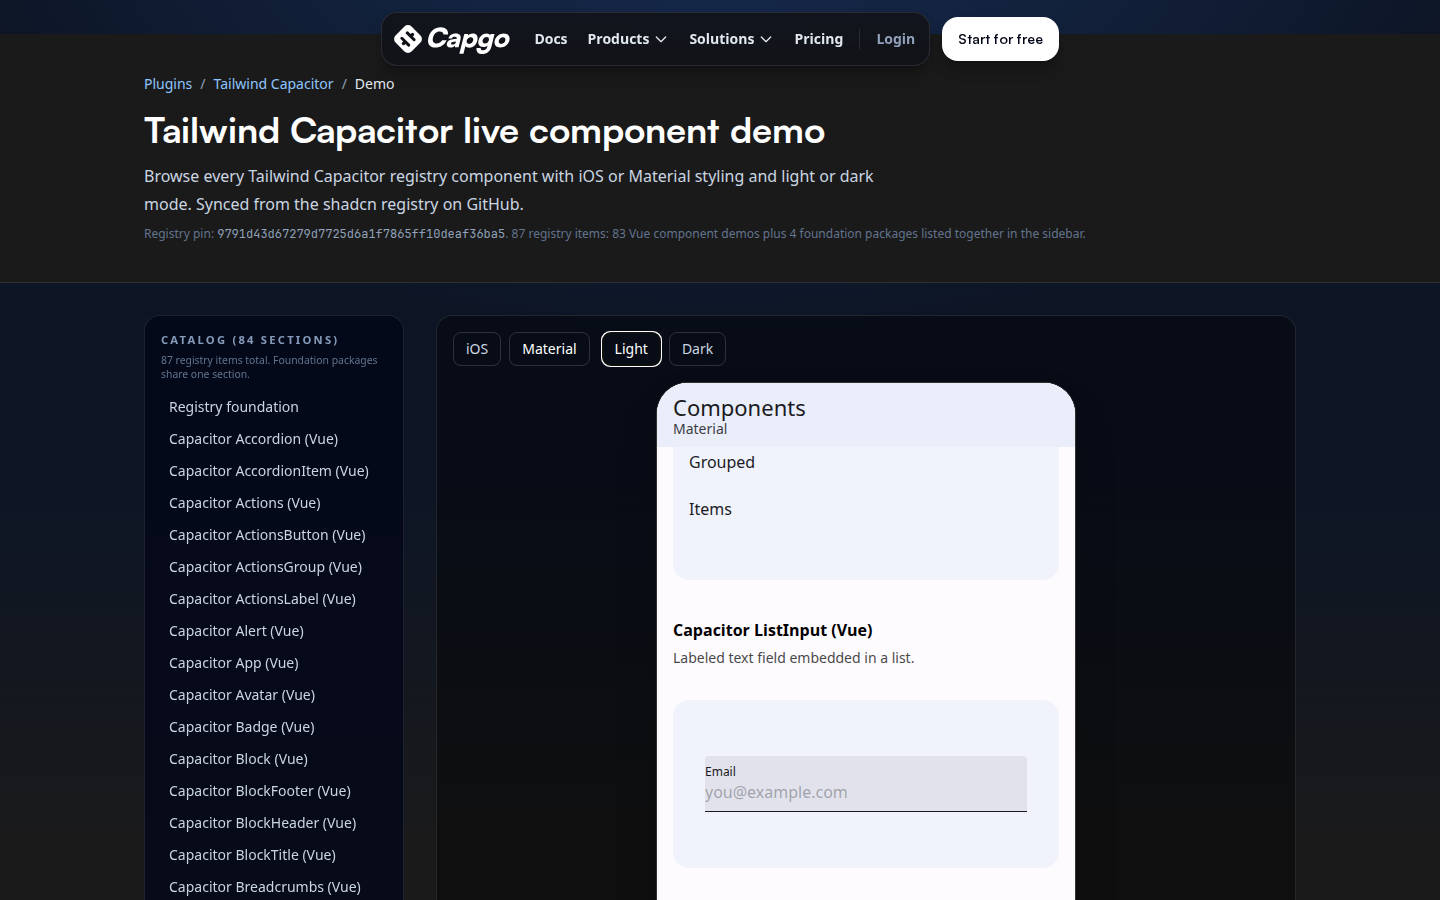 Capgo
Docs
Products
Solutions
Pricing
Login
Start for free
Plugins / Tailwind Capacitor / Demo
Tailwind Capacitor live component demo
Browse every Tailwind Capacitor registry component with iOS or Material styling and light or dark
mode. Synced from the shadcn registry on GitHub.
Registry pin: 9791d43d67279d7725d6a1f7865ff10deaf36ba5. 87 registry items: 83 Vue component demos plus 4 foundation packages listed together in the sidebar.
CATALOG (84 SECTIONS)
87 registry items total. Foundation packages
share one section.
Registry foundation
Capacitor Accordion (Vue)
Capacitor AccordionItem (Vue)
Capacitor Actions (Vue)
Capacitor ActionsButton (Vue)
Capacitor ActionsGroup (Vue)
Capacitor ActionsLabel (Vue)
Capacitor Alert (Vue)
Capacitor App (Vue)
Capacitor Avatar (Vue)
Capacitor Badge (Vue)
Capacitor Block (Vue)
Capacitor BlockFooter (Vue)
Capacitor BlockHeader (Vue)
Capacitor BlockTitle (Vue)
Capacitor Breadcrumbs (Vue)
iOS
Material
Light
Dark
Components
Material
Grouped
Items
Capacitor ListInput (Vue)
Labeled text field embedded in a list.
Email
you@example.com